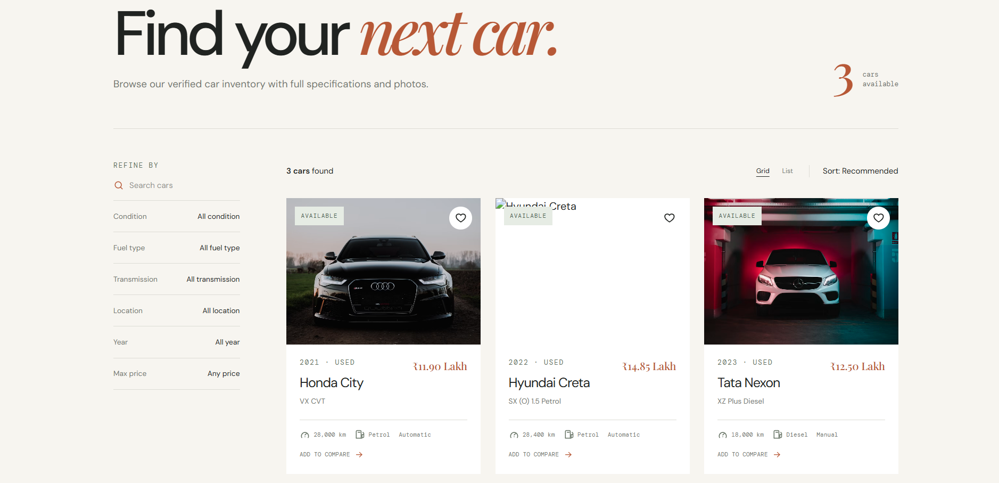 Find your next car.
Browse our verified car inventory with full specifications and photos.
3 cars
available
REFINE BY
Search cars
Condition All condition
Fuel type All fuel type
Transmission All transmission
Location All location
Year All year
Max price Any price
3 cars found
Grid List Sort: Recommended
AVAILABLE
2021 · USED
₹11.90 Lakh
Honda City
VX CVT
28,000 km Petrol Automatic
ADD TO COMPARE →
Hyundai Creta
AVAILABLE
2022 · USED
₹14.85 Lakh
Hyundai Creta
SX (O) 1.5 Petrol
28,400 km Petrol Automatic
ADD TO COMPARE →
AVAILABLE
2023 · USED
₹12.50 Lakh
Tata Nexon
XZ Plus Diesel
18,000 km Diesel Manual
ADD TO COMPARE →